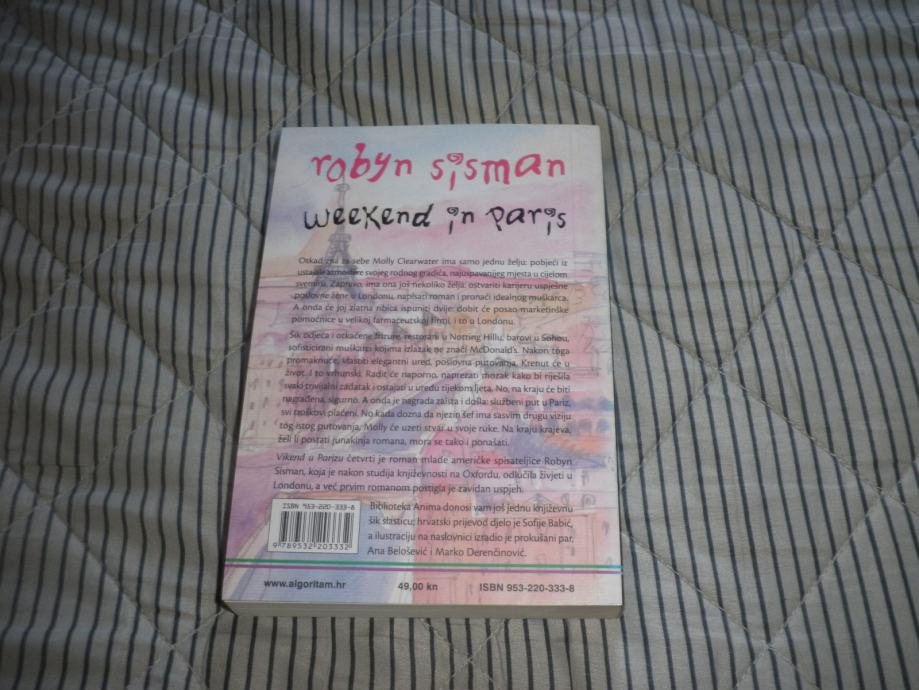 robyn sisman
weekend in paris
Otkad zna za sebe Molly Clearwater ima samo jednu želju: pobjeći iz
ustajale atmosfere svojeg rodnog gradića, najuspavanijeg mjesta u cijelom
svemiru. Zapravo, ima ona još nekoliko želja: ostvariti karijeru uspješne
poslovne žene u Londonu, napisati roman i pronaći idealnog muškarca.
A onda će joj zlatna ribica ispuniti dvije: dobit će posao marketinške
pomoćnice u velikoj farmaceutskoj firmi, i to u Londonu.
Šik odjeća i otkačene frizure, restorani u Notting Hillu, barovi u Sohou,
sofisticirani muškarci kojima izlazak ne znači McDonald's. Nakon toga
promaknuće, vlastiti elegantni ured, poslovna putovanja. Krenut će u
život. I to vrhunski. Radit će naporno, naprezati mozak kako bi riješila
svaki trivijalni zadatak i ostajati u uredu tijekom ljeta. No, na kraju će biti
nagrađena, sigurno. A onda je nagrada zaista i došla: službeni put u Pariz,
svi troškovi plaćeni. No kada dozna da njezin šef ima sasvim drugu viziju
tog istog putovanja, Molly će uzeti stvar u svoje ruke. Na kraju krajeva,
želi li postati junakinja romana, mora se tako i ponašati.
Vikend u Parizu četvrti je roman mlade američke spisateljice Robyn
Sisman, koja je nakon studija književnosti na Oxfordu, odlučila živjeti u
Londonu, a već prvim romanom postigla je zavidan uspjeh.
Biblioteka Anima donosi vam još jednu književnu
šik slasticu; hrvatski prijevod djelo je Sofije Babić,
a ilustraciju na naslovnici izradio je prokušani par,
Ana Belošević i Marko Derenčinović.
ISBN 953-220-333-8
9 789532 203332
www.algoritam.hr 49,00 kn ISBN 953-220-333-8